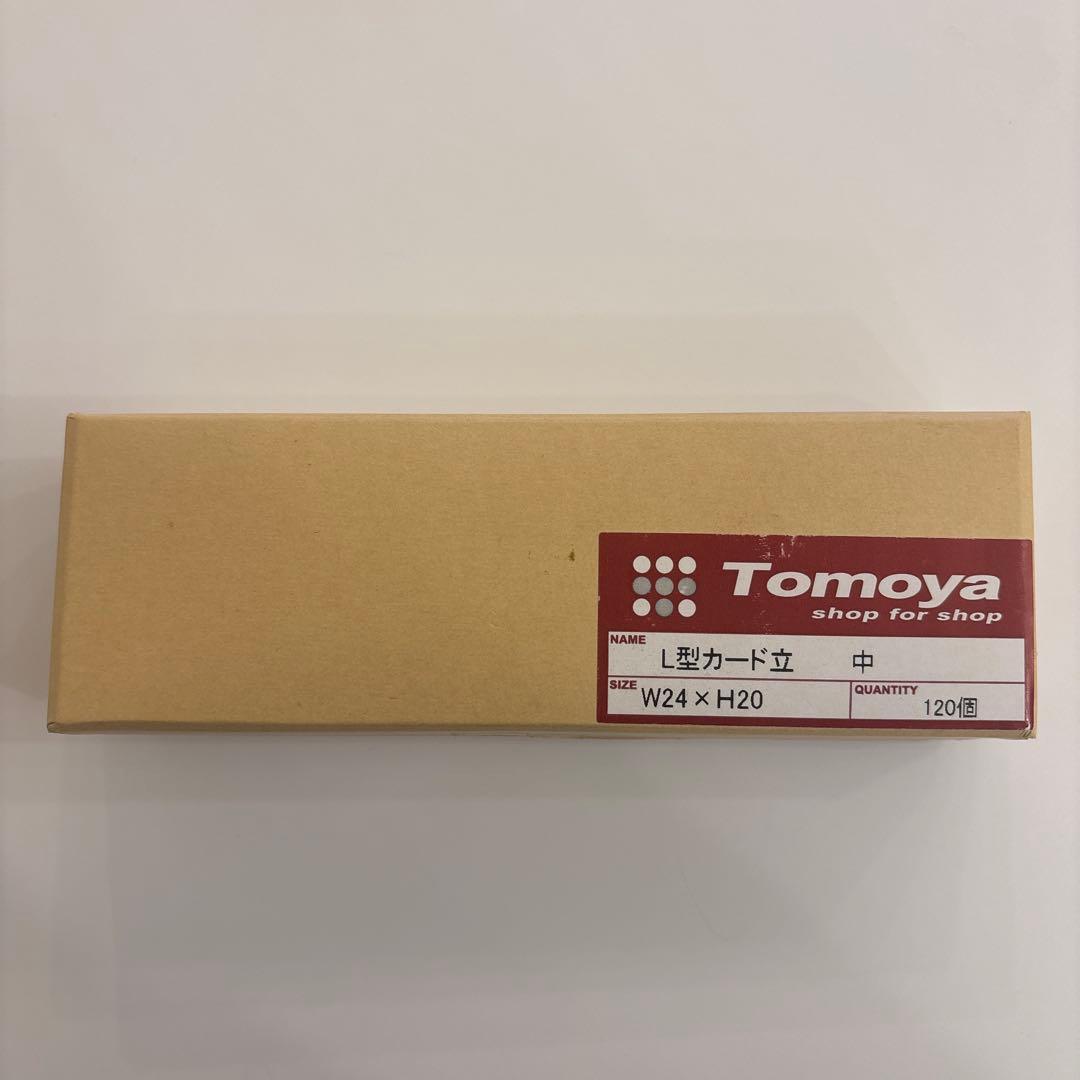 Tomoya
shop for shop
NAME
L型カード立 中
SIZE W24×H20
QUANTITY 120個